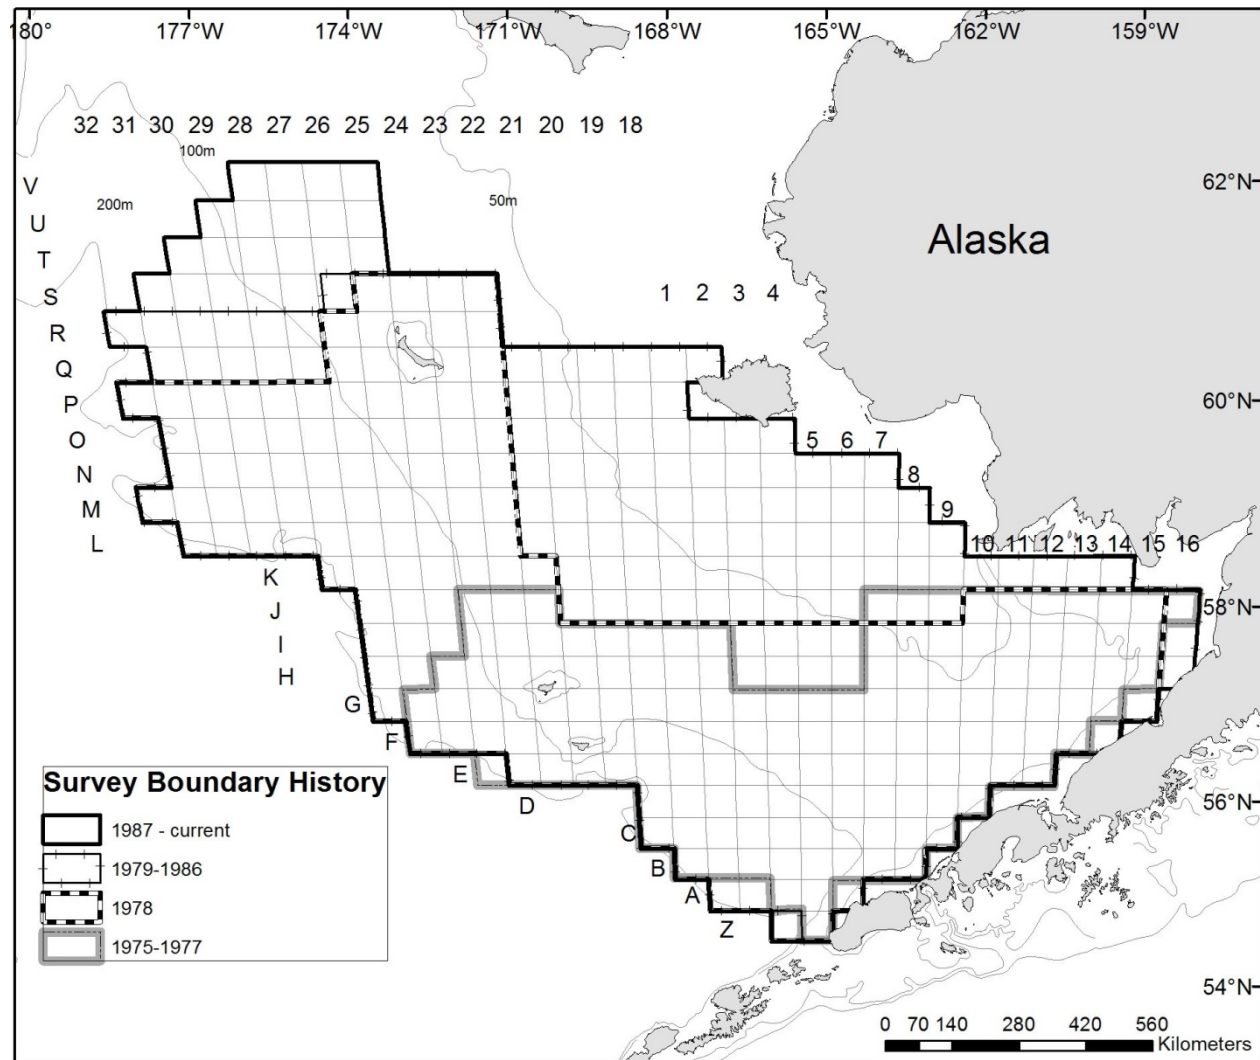 180° 177°W 174°W 171°W 168°W 165°W 162°W 159°W
32 31 30 29 28 27 26 25 24 23 22 21 20 19 18
100m
V
62°N
200m
50m
U
Alaska
T
S
1 2 3 4
R
Q
P
60°N
O
5 6 7
N
8
M
9
L
10 11 12 13 14 15 16
K
J
58°N
I
H
G
F
E
Survey Boundary History
D
56°N
1987 - current
C
1979-1986
B
A
1978
Z
1975-1977
54°N
0 70 140 280 420 560
Kilometers